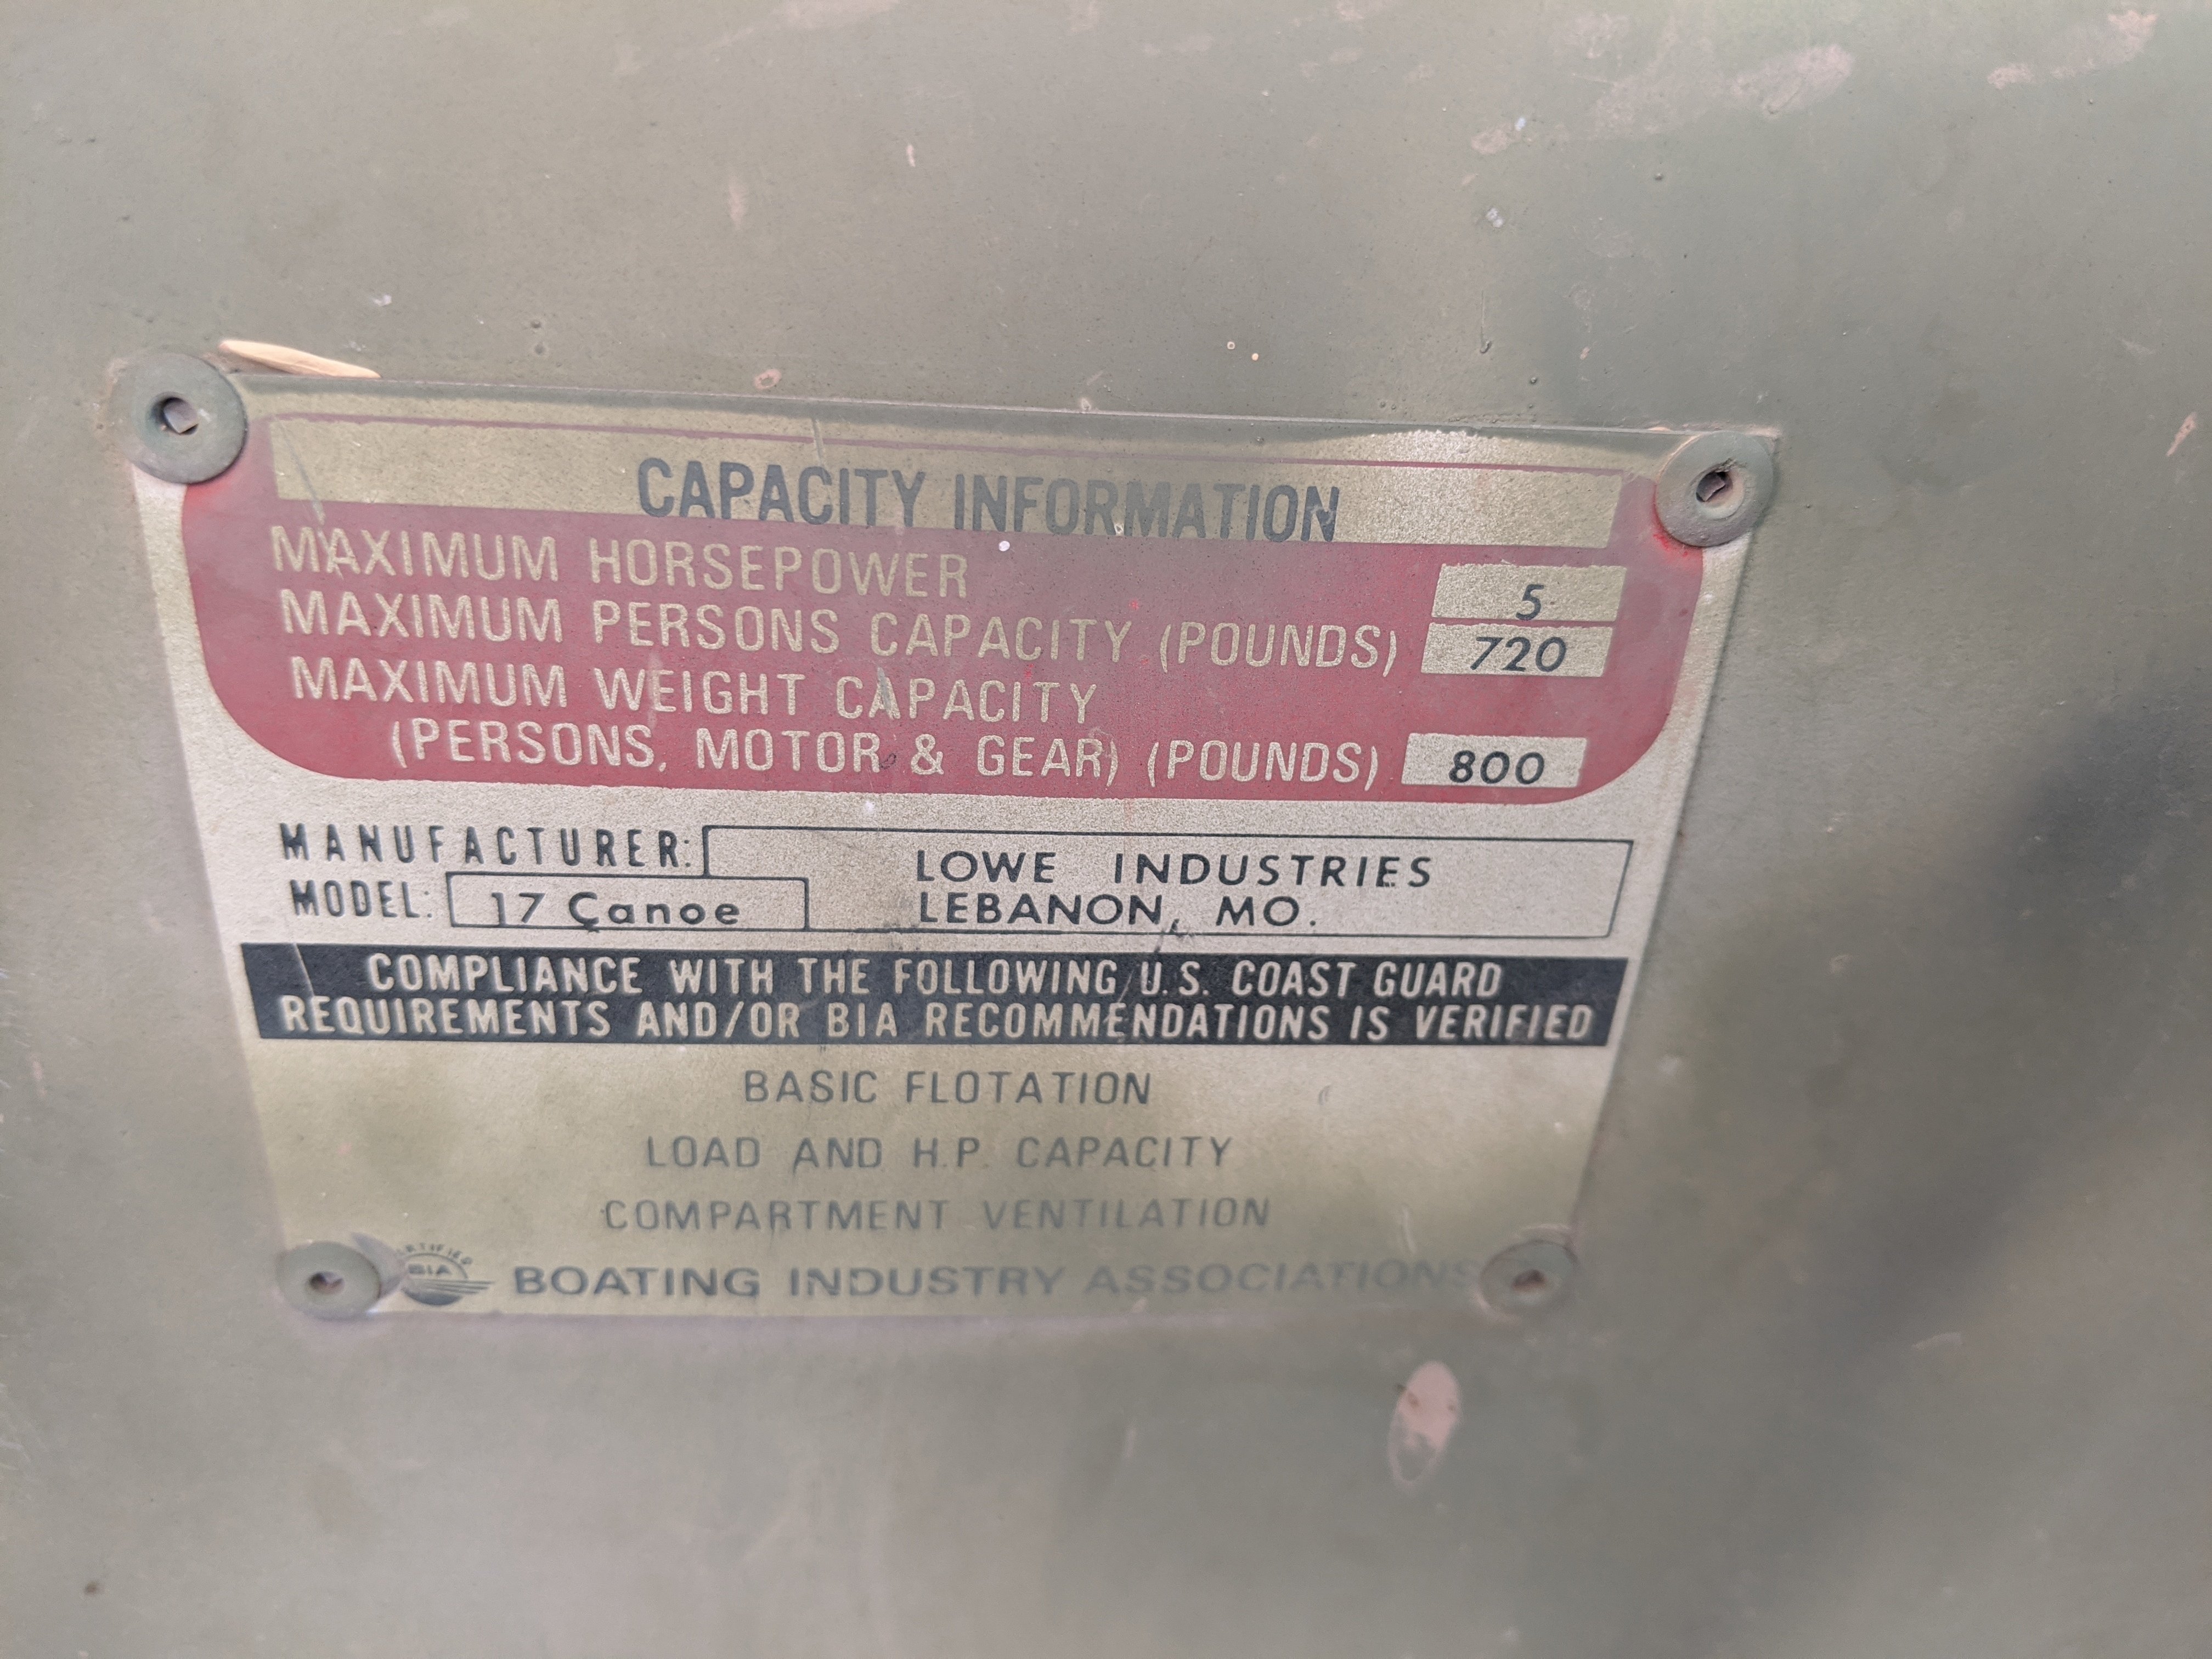 CAPACITY INFORMATION
MAXIMUM HORSEPOWER 5
MAXIMUM PERSONS CAPACITY (POUNDS) 720
MAXIMUM WEIGHT CAPACITY
(PERSONS, MOTOR & GEAR) (POUNDS) 800
MANUFACTURER: LOWE INDUSTRIES
MODEL: 17 Canoe LEBANON, MO.
COMPLIANCE WITH THE FOLLOWING U.S. COAST GUARD
REQUIREMENTS AND/OR BIA RECOMMENDATIONS IS VERIFIED
BASIC FLOTATION
LOAD AND H.P. CAPACITY
COMPARTMENT VENTILATION
BIA BOATING INDUSTRY ASSOCIATIONS